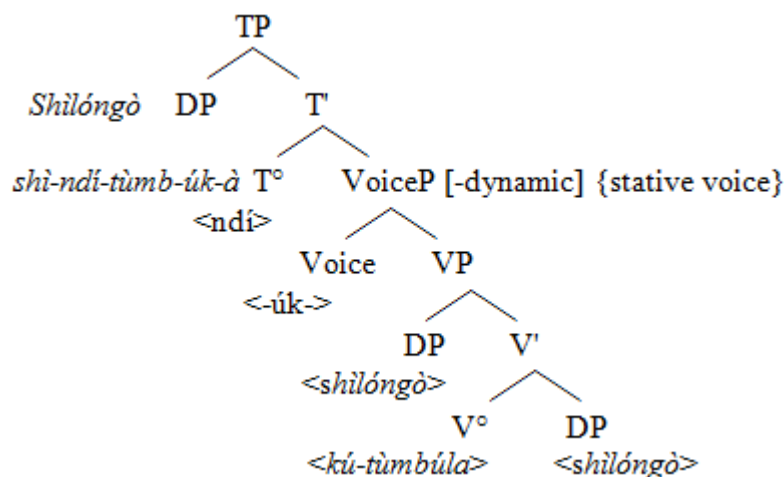 TP
Shìlóngò DP T'
shì-ndí-tùmb-úk-à T° VoiceP [-dynamic] {stative voice}
<ndí>
Voice VP
<-úk->
DP V'
<shìlóngò>
V° DP
<kú-tùmbúla> <shìlóngò>